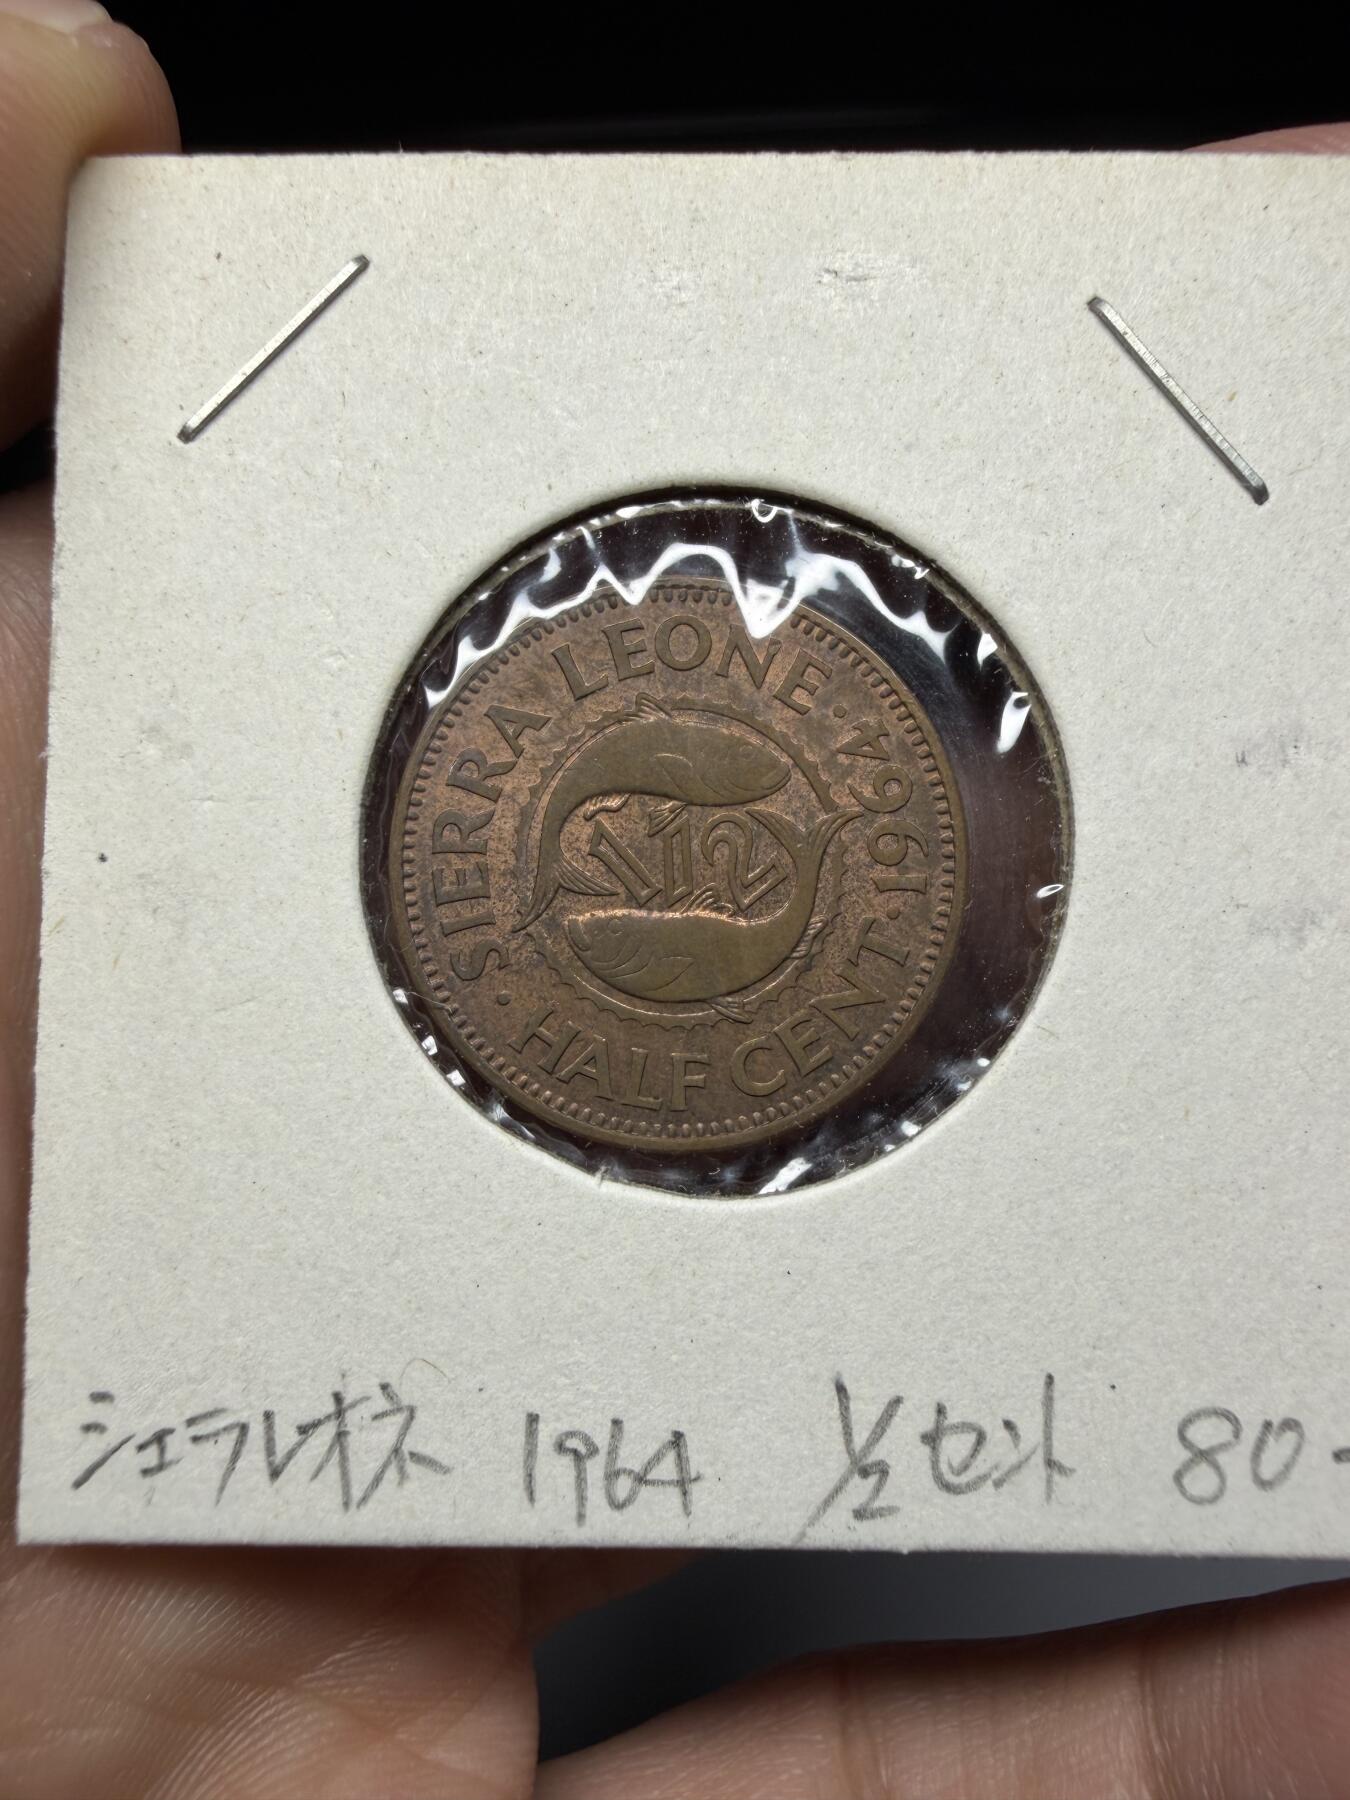 · SIERRA LEONE · 1964 ·
1/2
HALF CENT
シエラレオネ 1964 1/2セント 80-